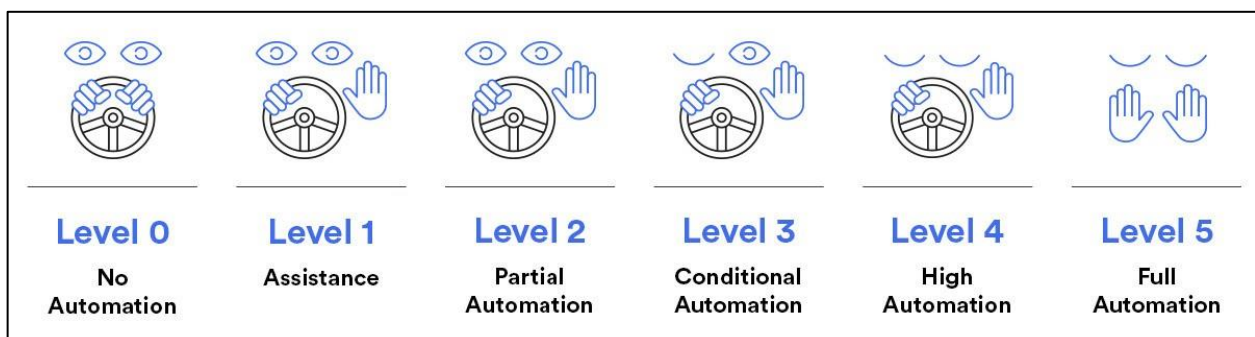 Level 0
No
Automation
Level 1
Assistance
Level 2
Partial
Automation
Level 3
Conditional
Automation
Level 4
High
Automation
Level 5
Full
Automation